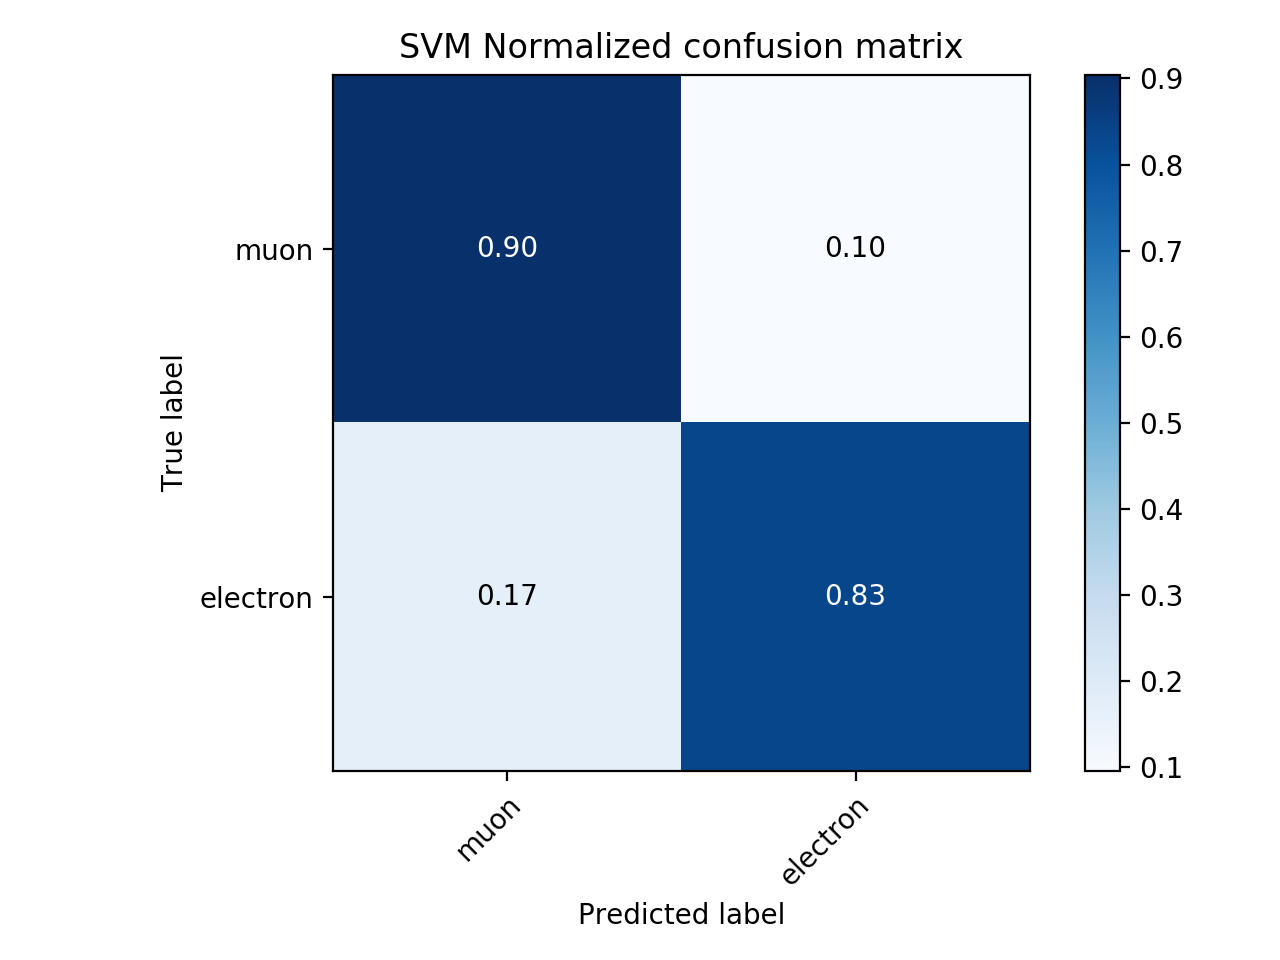 SVM Normalized confusion matrix
0.9
0.8
0.7
0.6
0.5
0.4
0.3
0.2
0.1
True label
muon
0.90
0.10
electron
0.17
0.83
muon
electron
Predicted label